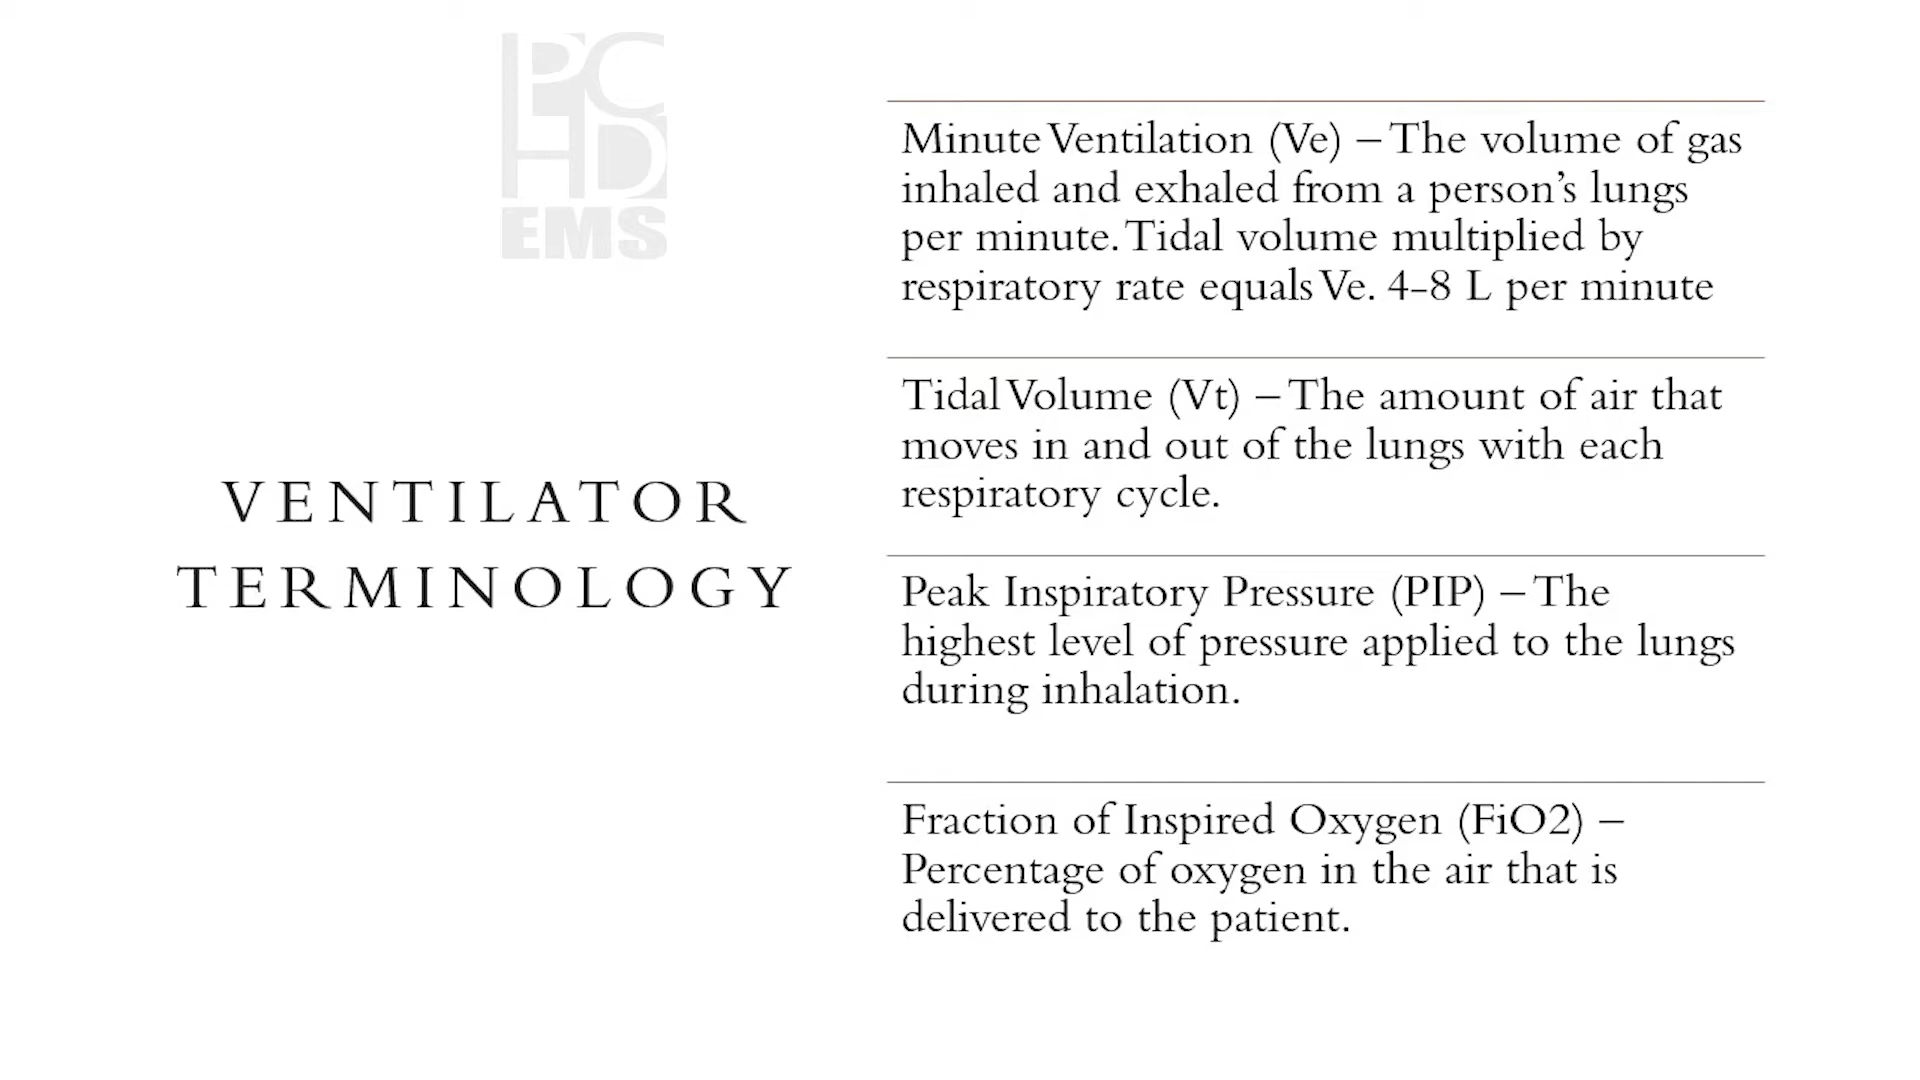 PC
HD
EMS
VENTILATOR
TERMINOLOGY
Minute Ventilation (Ve) – The volume of gas
inhaled and exhaled from a person’s lungs
per minute. Tidal volume multiplied by
respiratory rate equals Ve. 4-8 L per minute
Tidal Volume (Vt) – The amount of air that
moves in and out of the lungs with each
respiratory cycle.
Peak Inspiratory Pressure (PIP) – The
highest level of pressure applied to the lungs
during inhalation.
Fraction of Inspired Oxygen (FiO2) –
Percentage of oxygen in the air that is
delivered to the patient.